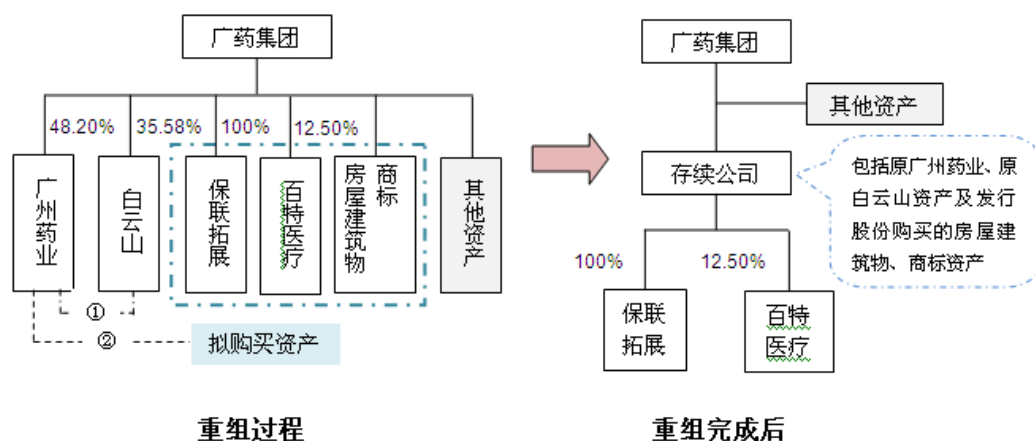 广药集团
48.20%
35.58%
100%
12.50%
广州药业
白云山
保联拓展
百特医疗
商标
房屋建筑物
其他资产
①
②
拟购买资产
重组过程
广药集团
其他资产
存续公司
包括原广州药业、原
白云山资产及发行
股份购买的房屋建
筑物、商标资产
100%
12.50%
保联
拓展
百特
医疗
重组完成后